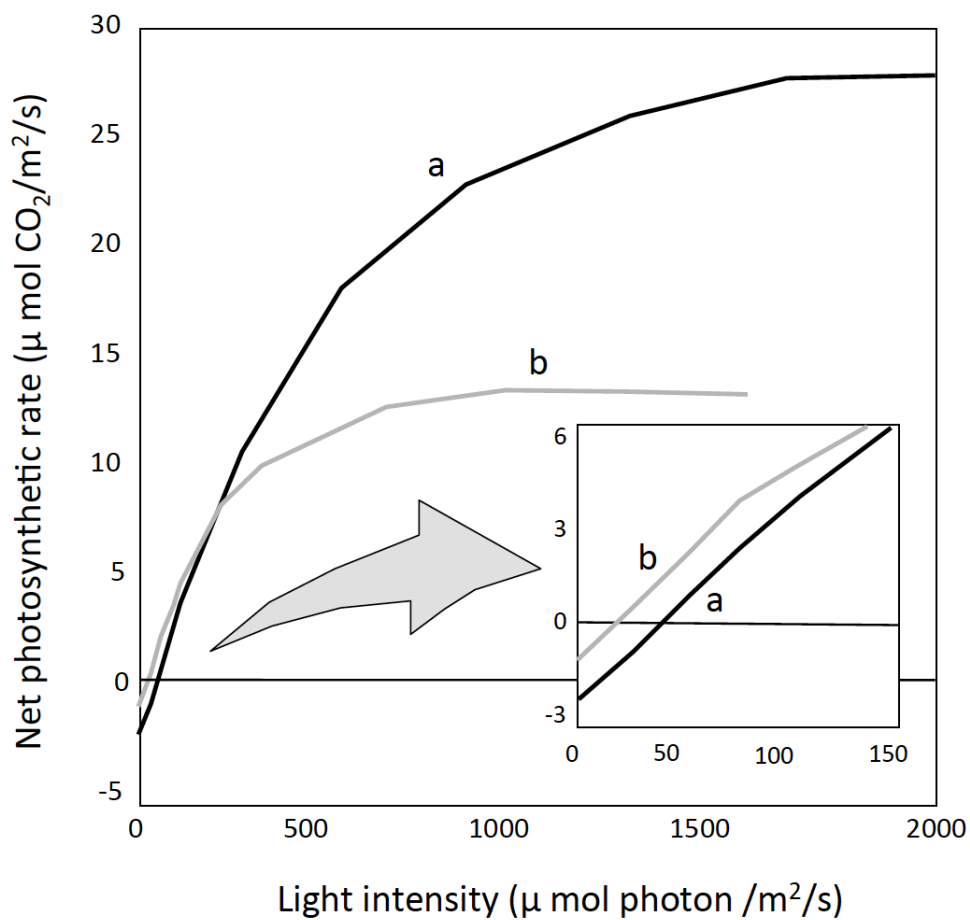 30
25
20
15
10
5
0
-5
Net photosynthetic rate (μ mol CO₂/m²/s)
a
b
6
3
0
-3
b
a
0 50 100 150
0 500 1000 1500 2000
Light intensity (μ mol photon /m²/s)